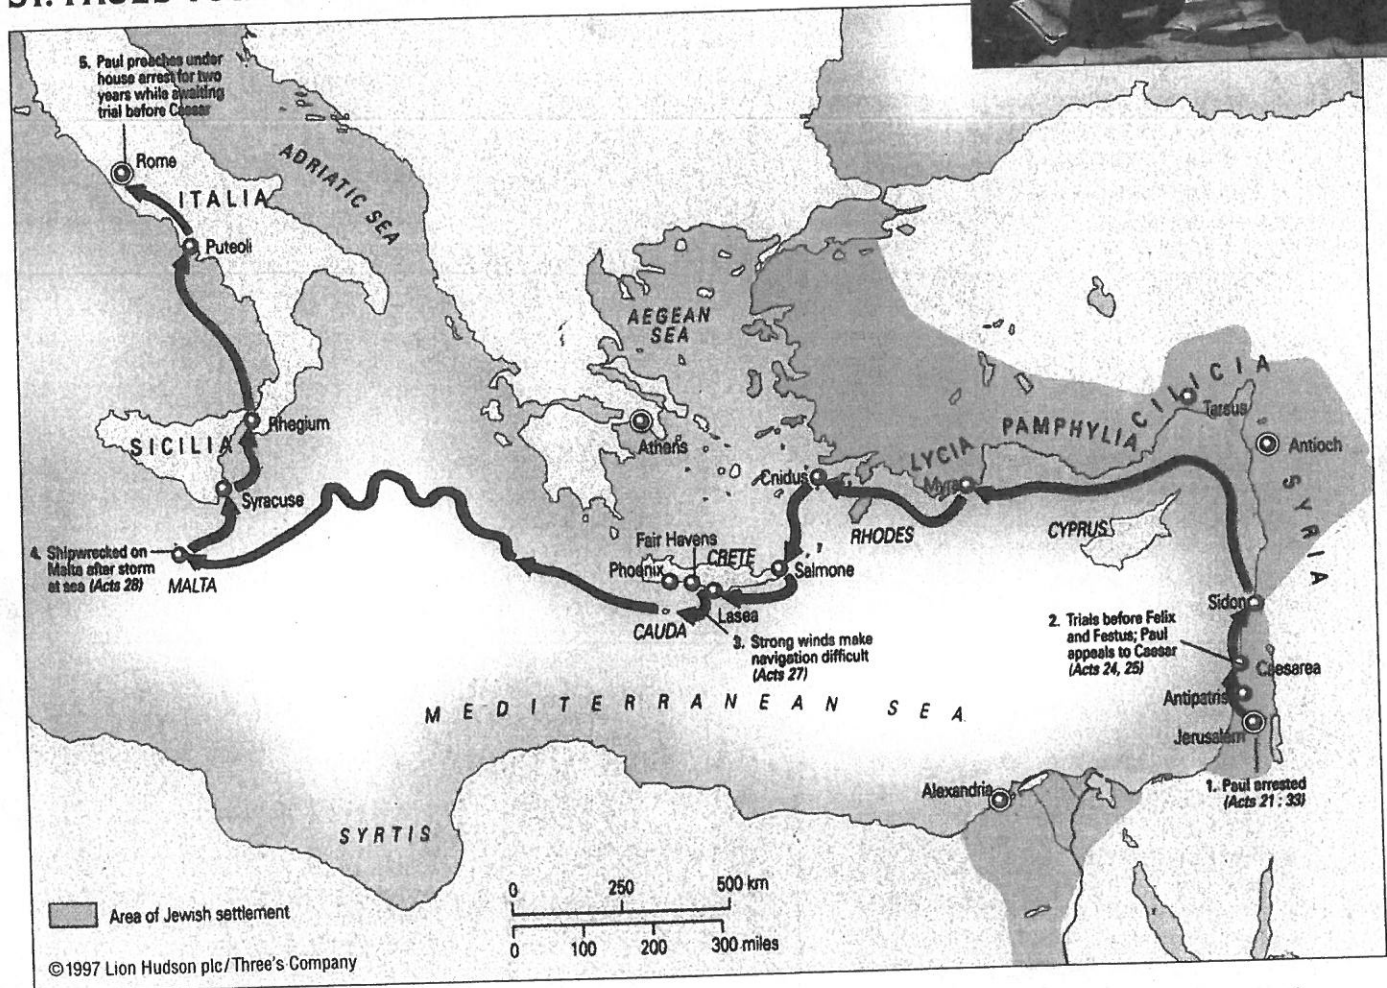 5. Paul preaches under
house arrest for two
years while awaiting
trial before Caesar
Rome
ITALIA
ADRIATIC SEA
Puteoli
AEGEAN
SEA
Rhegium
SICILIA
Syracuse
Athens
Cnidus
LYCIA
PAMPHYLIA
CILICIA
Tarsus
Antioch
SYRIA
Myra
RHODES
CYPRUS
4. Shipwrecked on
Malta after storm
at sea (Acts 28)
MALTA
Fair Havens
Phoenix
CRETE
Salmone
Lasea
CAUDA
3. Strong winds make
navigation difficult
(Acts 27)
Sidon
2. Trials before Felix
and Festus; Paul
appeals to Caesar
(Acts 24, 25)
Caesarea
Antipatris
Jerusalem
1. Paul arrested
(Acts 21 : 33)
MEDITERRANEAN SEA
Alexandria
SYRTIS
0 250 500 km
0 100 200 300 miles
Area of Jewish settlement
©1997 Lion Hudson plc/Three's Company